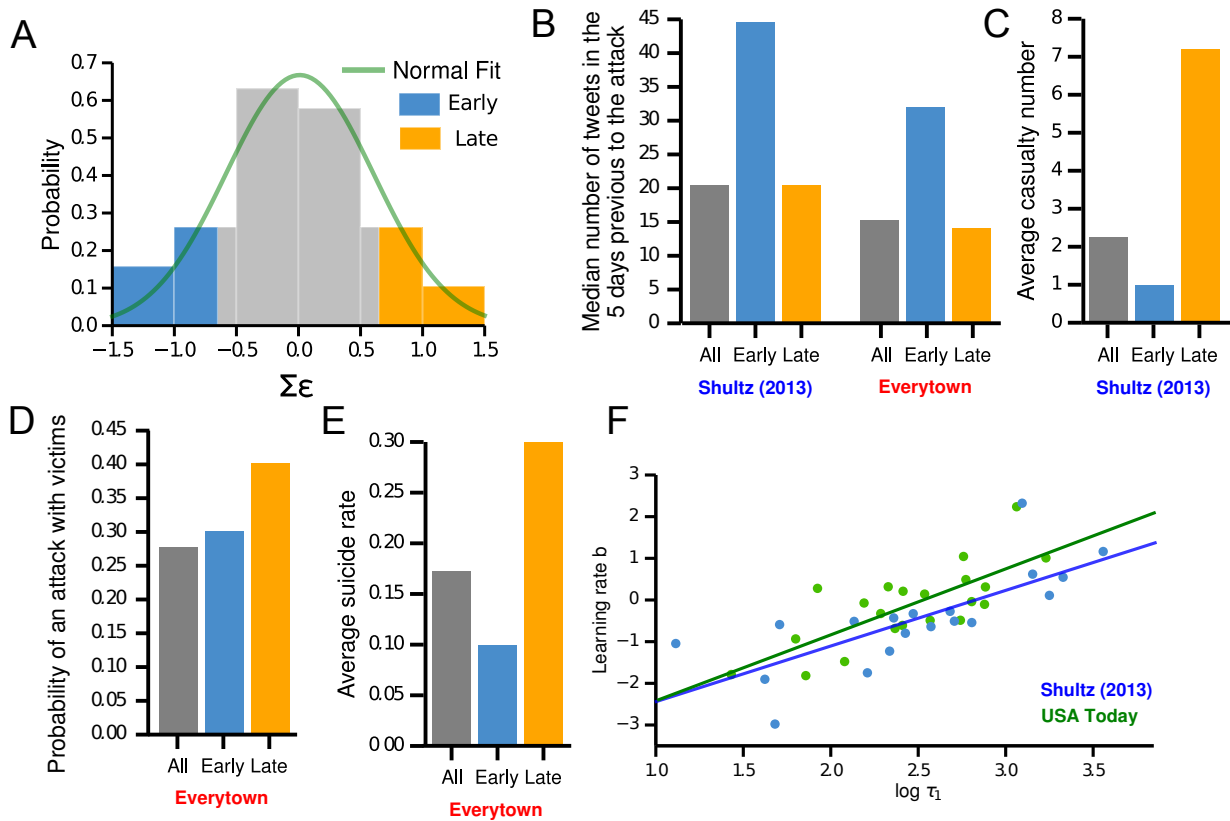 A
Probability
0.7
0.6
0.5
0.4
0.3
0.2
0.1
0.0
−1.5 −1.0 −0.5 0.0 0.5 1.0 1.5
Σε
Normal Fit
Early
Late
B
Median number of tweets in the
5 days previous to the attack
45
40
35
30
25
20
15
10
5
0
All Early Late All Early Late
Shultz (2013) Everytown
C
Average casualty number
8
7
6
5
4
3
2
1
0
All Early Late
Shultz (2013)
D
Probability of an attack with victims
0.45
0.40
0.35
0.30
0.25
0.20
0.15
0.10
0.05
0.00
All Early Late
Everytown
E
Average suicide rate
0.30
0.25
0.20
0.15
0.10
0.05
0 00
All Early Late
Everytown
F
Learning rate b
3
2
1
0
−1
−2
−3
1.0 1.5 2.0 2.5 3.0 3.5
log τ1
Shultz (2013)
USA Today